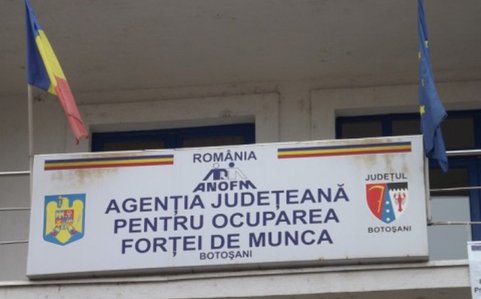 ROMÂNIA
ANOFM
AGENȚIA JUDEȚEANĂ
PENTRU OCUPAREA
FORȚEI DE MUNCA
BOTOȘANI
JUDEȚUL
BOTOȘANI